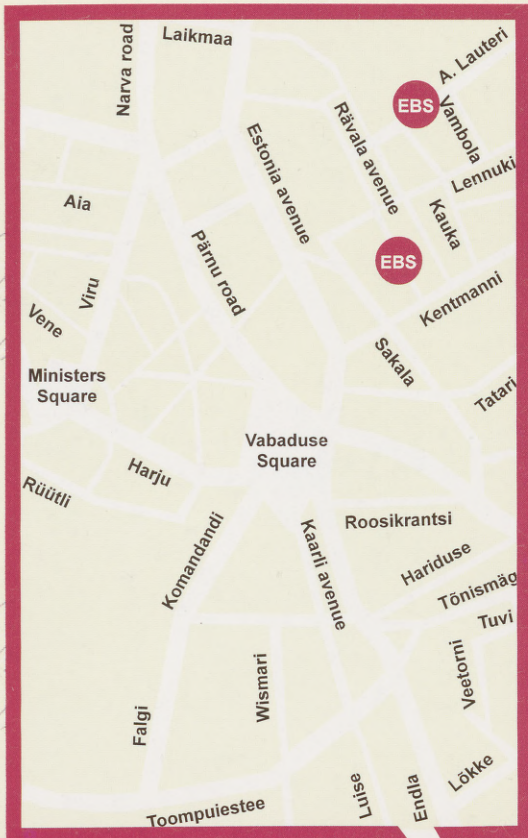 Laikmaa
Narva road
A. Lauteri
EBS
Vambola
Rävala avenue
Estonia avenue
Lennuki
Aia
Kauka
Pärnu road
EBS
Viru
Kentmanni
Vene
Sakala
Ministers
Square
Tatari
Vabaduse
Square
Harju
Rüütli
Roosikrantsi
Komandandi
Kaarli avenue
Hariduse
Tõnismäg
Tuvi
Wismari
Veetorni
Falgi
Lõkke
Luise
Endla
Toompuiestee